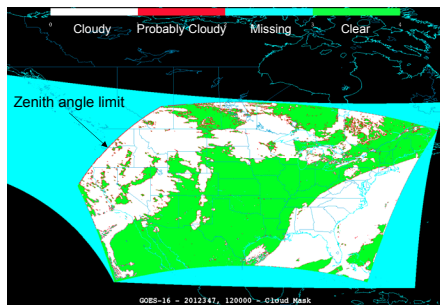 Cloudy Probably Cloudy Missing Clear
Zenith angle limit
GOES-16 - 2012347, 120000 - Cloud Mask